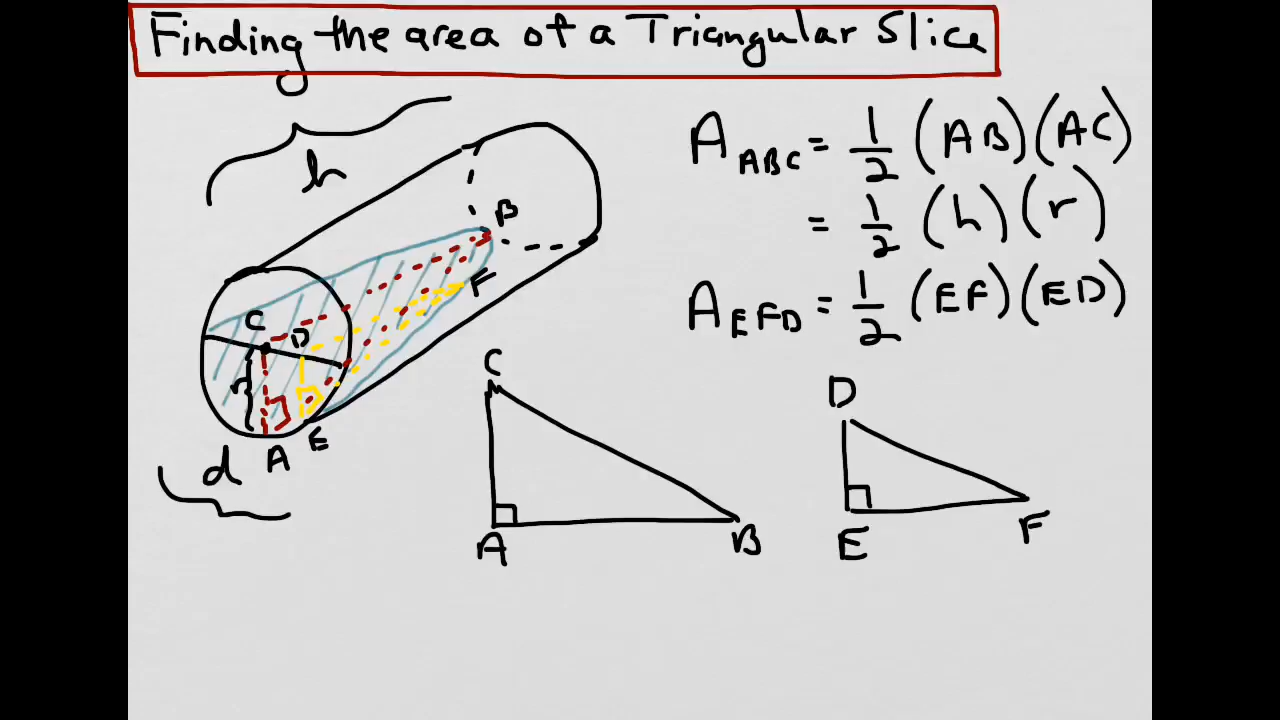 Finding the area of a Triangular Slice
h
B
F
C
D
r
E
A
d
A_ABC = 1/2 (AB)(AC)
= 1/2 (h)(r)
A_EFD = 1/2 (EF)(ED)
C
A
B
D
E
F